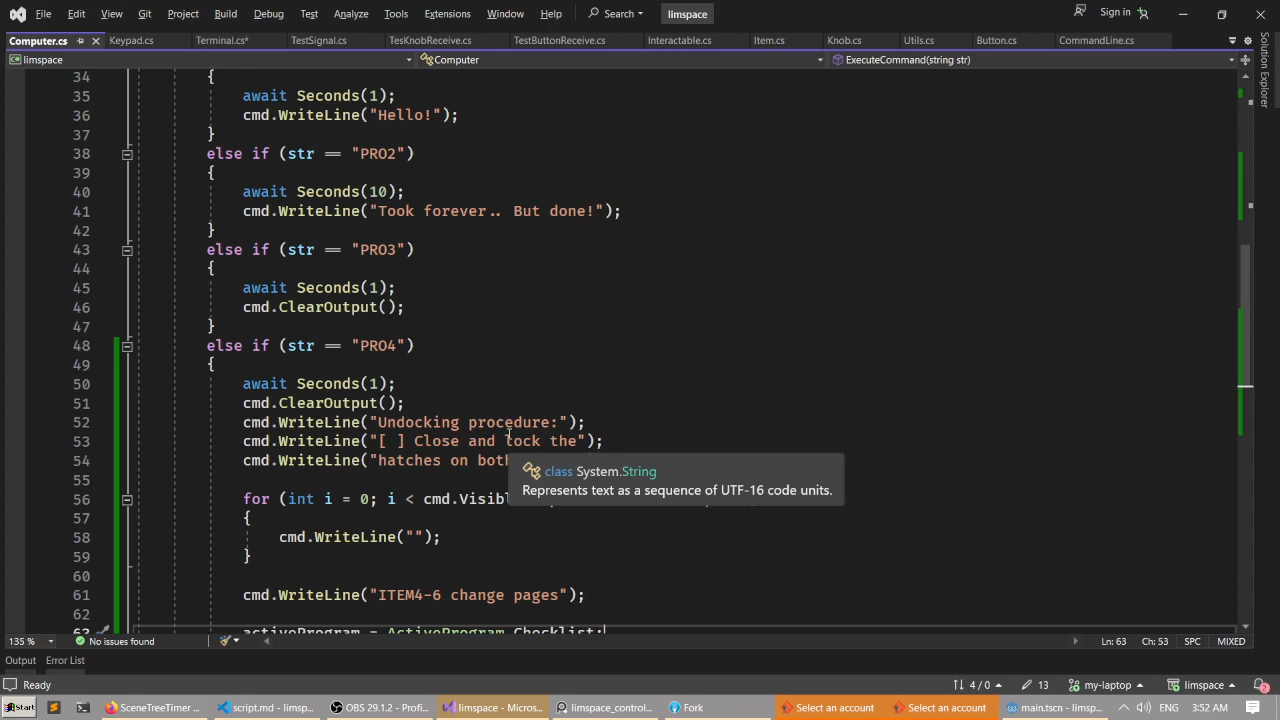 File Edit View Git Project Build Debug Test Analyze Tools Extensions Window Help Search limspace Sign in
Computer.cs Keypad.cs Terminal.cs* TestSignal.cs TesKnobReceive.cs TestButtonReceive.cs Interactable.cs Item.cs Knob.cs Utils.cs Button.cs CommandLine.cs
limspace Computer ExecuteCommand(string str)
Solution Explorer
34 {
35 await Seconds(1);
36 cmd.WriteLine("Hello!");
37 }
38 else if (str == "PRO2")
39 {
40 await Seconds(10);
41 cmd.WriteLine("Took forever.. But done!");
42 }
43 else if (str == "PRO3")
44 {
45 await Seconds(1);
46 cmd.ClearOutput();
47 }
48 else if (str == "PRO4")
49 {
50 await Seconds(1);
51 cmd.ClearOutput();
52 cmd.WriteLine("Undocking procedure:");
53 cmd.WriteLine("[ ] Close and lock the");
54 cmd.WriteLine("hatches on both
class System.String
55
Represents text as a sequence of UTF-16 code units.
56 for (int i = 0; i < cmd.Visibl
57 {
58 cmd.WriteLine("");
59 }
60
61 cmd.WriteLine("ITEM4-6 change pages");
62
63 activeProgram = ActiveProgram.Checklist;
135 % No issues found Ln: 63 Ch: 53 SPC MIXED
Output Error List
Ready 4 / 0 13 my-laptop limspace 2
Start SceneTreeTimer ... script.md - limsp... OBS 29.1.2 - Profi... limspace - Micros... limspace_control... Fork Select an account Select an account main.tscn - limsp... ENG 3:52 AM